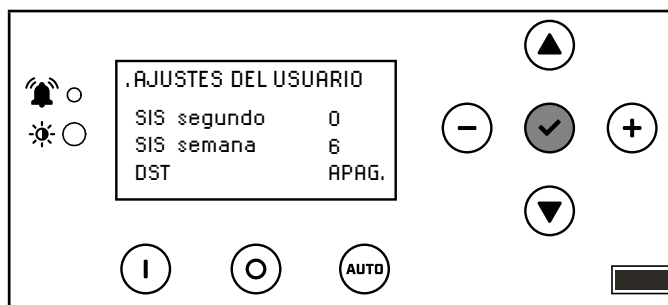 .AJUSTES DEL USUARIO
SIS segundo 0
SIS semana 6
DST APAG.
AUTO